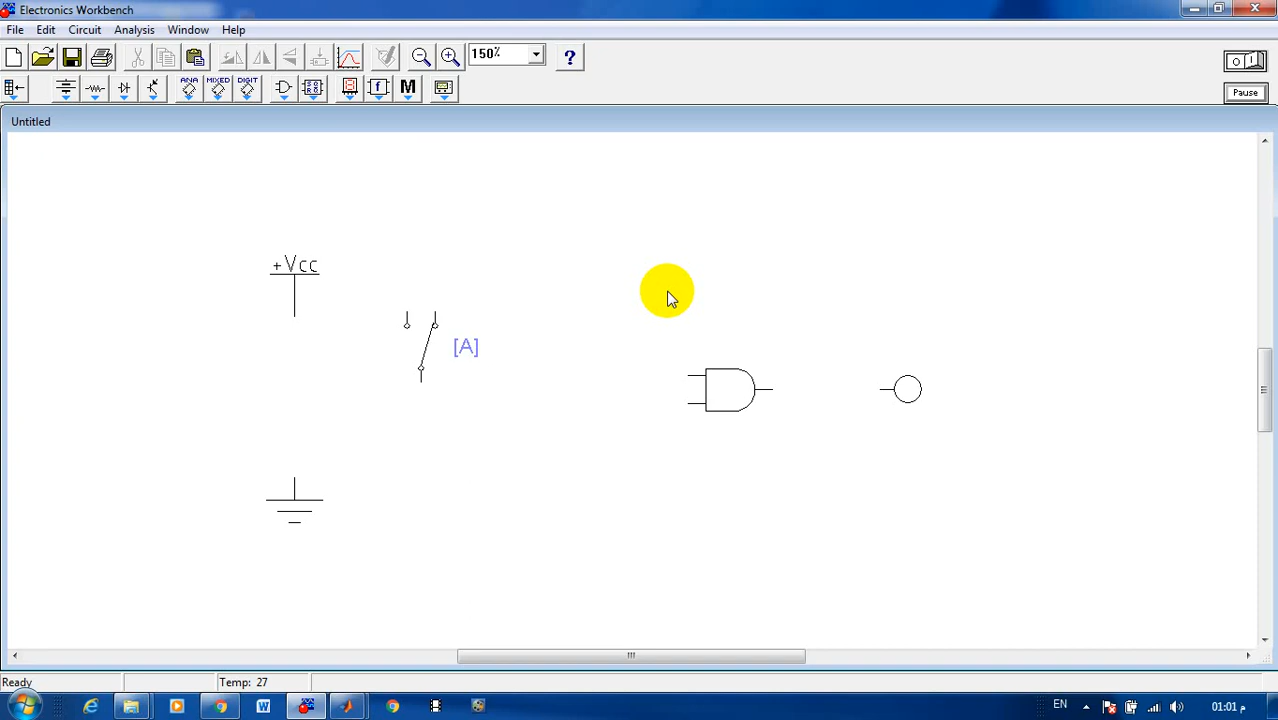 Electronics Workbench
File Edit Circuit Analysis Window Help
150% ?
O I
ANA MIXED DIGIT f M
Pause
Untitled
+Vcc
[A]
Ready Temp: 27
EN 01:01 م